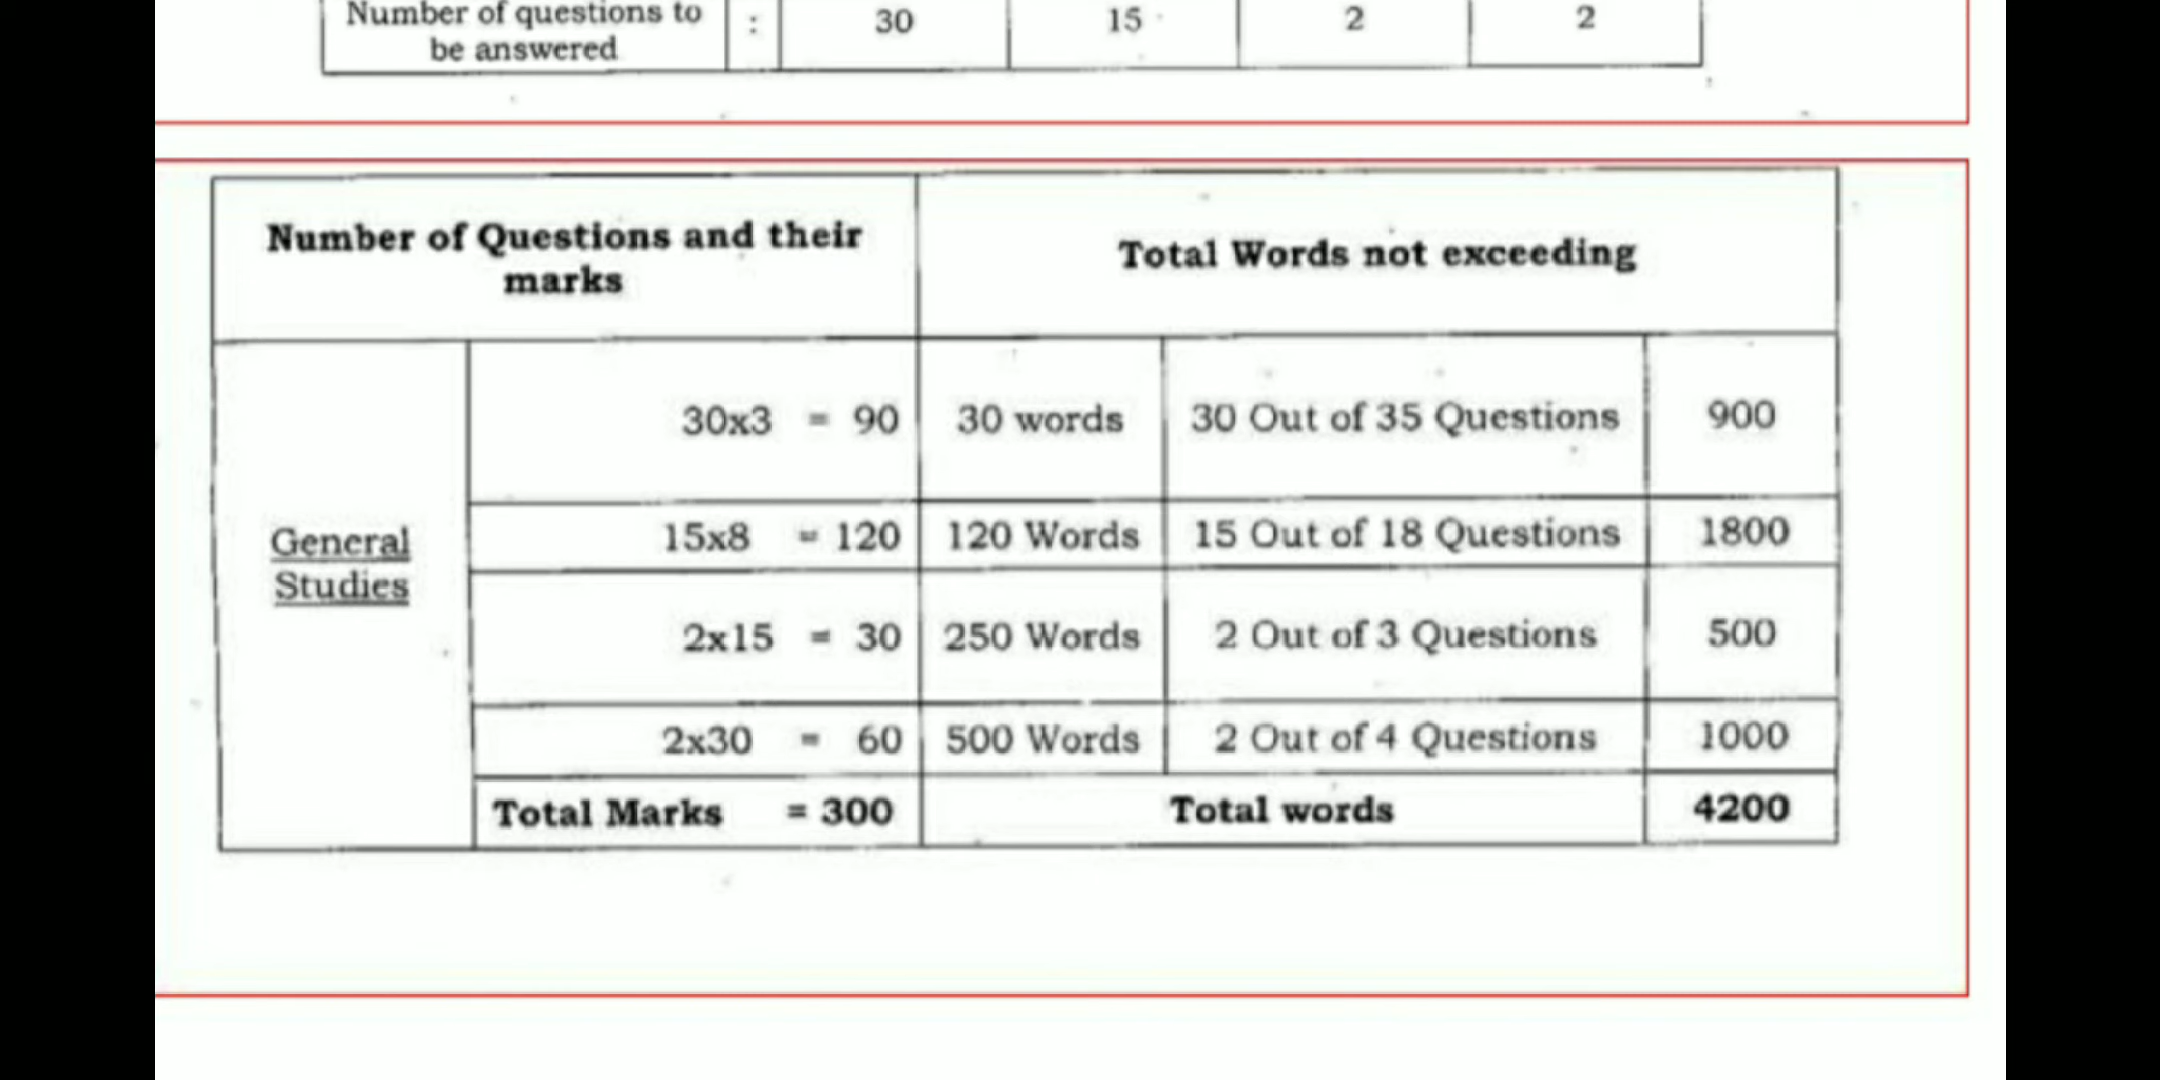 Number of questions to
be answered : 30 15 2 2
Number of Questions and their
marks
Total Words not exceeding
General
Studies
30x3 = 90 30 words 30 Out of 35 Questions 900
15x8 = 120 120 Words 15 Out of 18 Questions 1800
2x15 = 30 250 Words 2 Out of 3 Questions 500
2x30 = 60 500 Words 2 Out of 4 Questions 1000
Total Marks = 300 Total words 4200